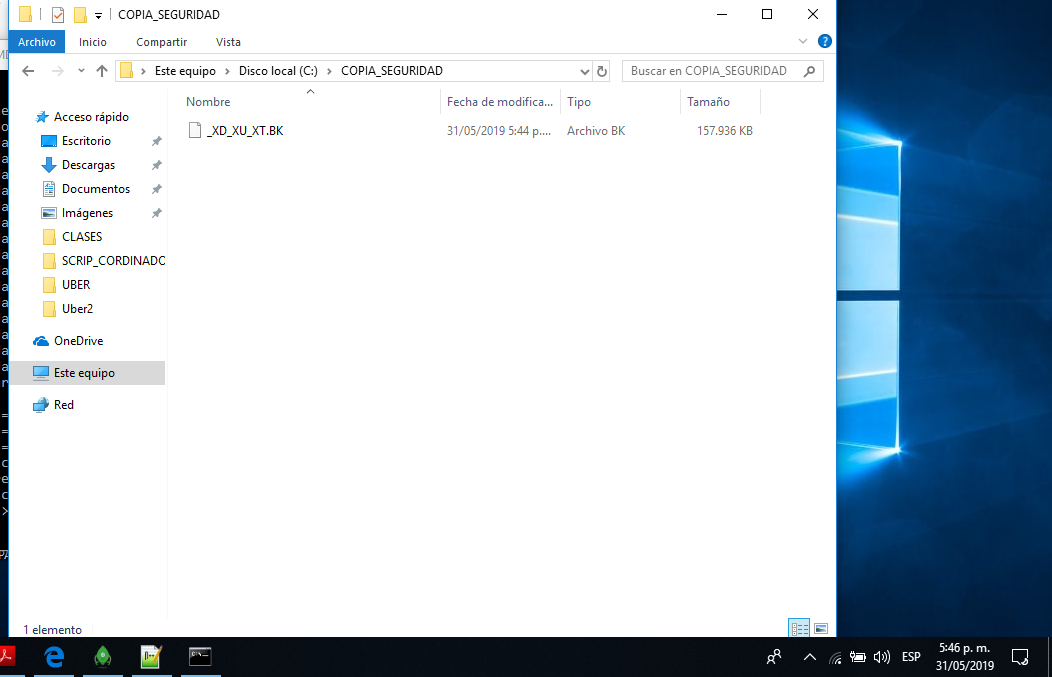 COPIA_SEGURIDAD
Archivo Inicio Compartir Vista
Este equipo Disco local (C:) COPIA_SEGURIDAD Buscar en COPIA_SEGURIDAD
Nombre Fecha de modifica... Tipo Tamaño
_XD_XU_XT.BK 31/05/2019 5:44 p.... Archivo BK 157.936 KB
Acceso rápido
Escritorio
Descargas
Documentos
Imágenes
CLASES
SCRIP_CORDINADO
UBER
Uber2
OneDrive
Este equipo
Red
1 elemento
ESP 5:46 p. m.
31/05/2019